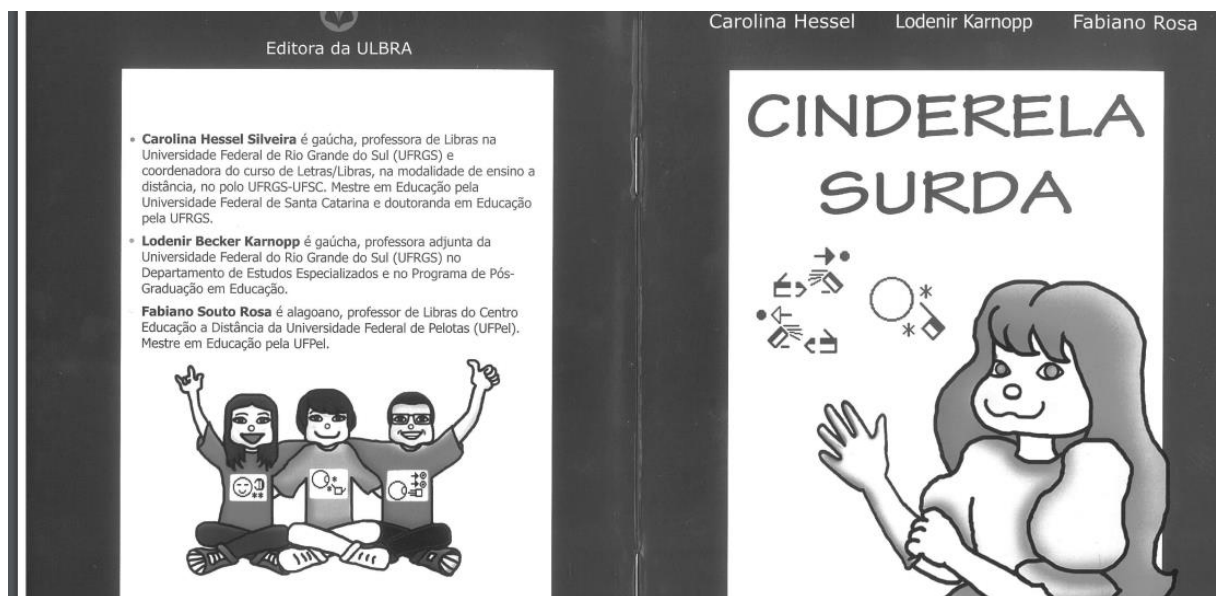 Editora da ULBRA
• Carolina Hessel Silveira é gaúcha, professora de Libras na
Universidade Federal de Rio Grande do Sul (UFRGS) e
coordenadora do curso de Letras/Libras, na modalidade de ensino a
distância, no polo UFRGS-UFSC. Mestre em Educação pela
Universidade Federal de Santa Catarina e doutoranda em Educação
pela UFRGS.
• Lodenir Becker Karnopp é gaúcha, professora adjunta da
Universidade Federal do Rio Grande do Sul (UFRGS) no
Departamento de Estudos Especializados e no Programa de Pós-
Graduação em Educação.
Fabiano Souto Rosa é alagoano, professor de Libras do Centro
Educação a Distância da Universidade Federal de Pelotas (UFPel).
Mestre em Educação pela UFPel.
Carolina Hessel Lodenir Karnopp Fabiano Rosa
CINDERELA
SURDA